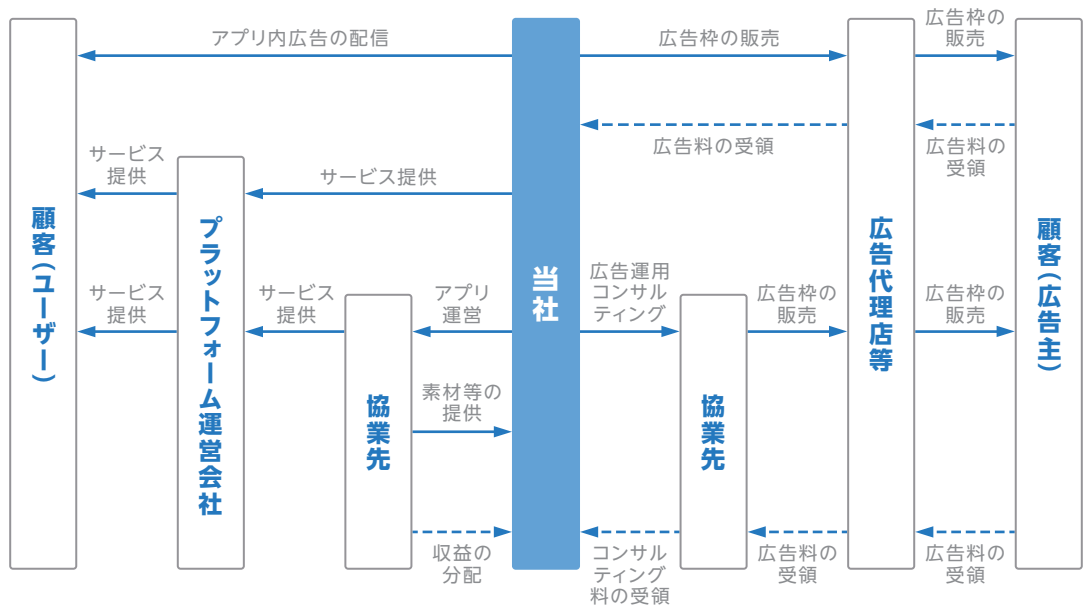 アプリ内広告の配信
広告枠の販売
広告枠の
販売
広告料の受領
広告料の
受領
サービス
提供
サービス提供
顧客(ユーザー)
プラットフォーム運営会社
当社
広告代理店等
顧客(広告主)
サービス
提供
サービス
提供
アプリ
運営
広告運用
コンサル
ティング
広告枠の
販売
広告枠の
販売
協業先
素材等の
提供
協業先
収益の
分配
コンサル
ティング
料の受領
広告料の
受領
広告料の
受領